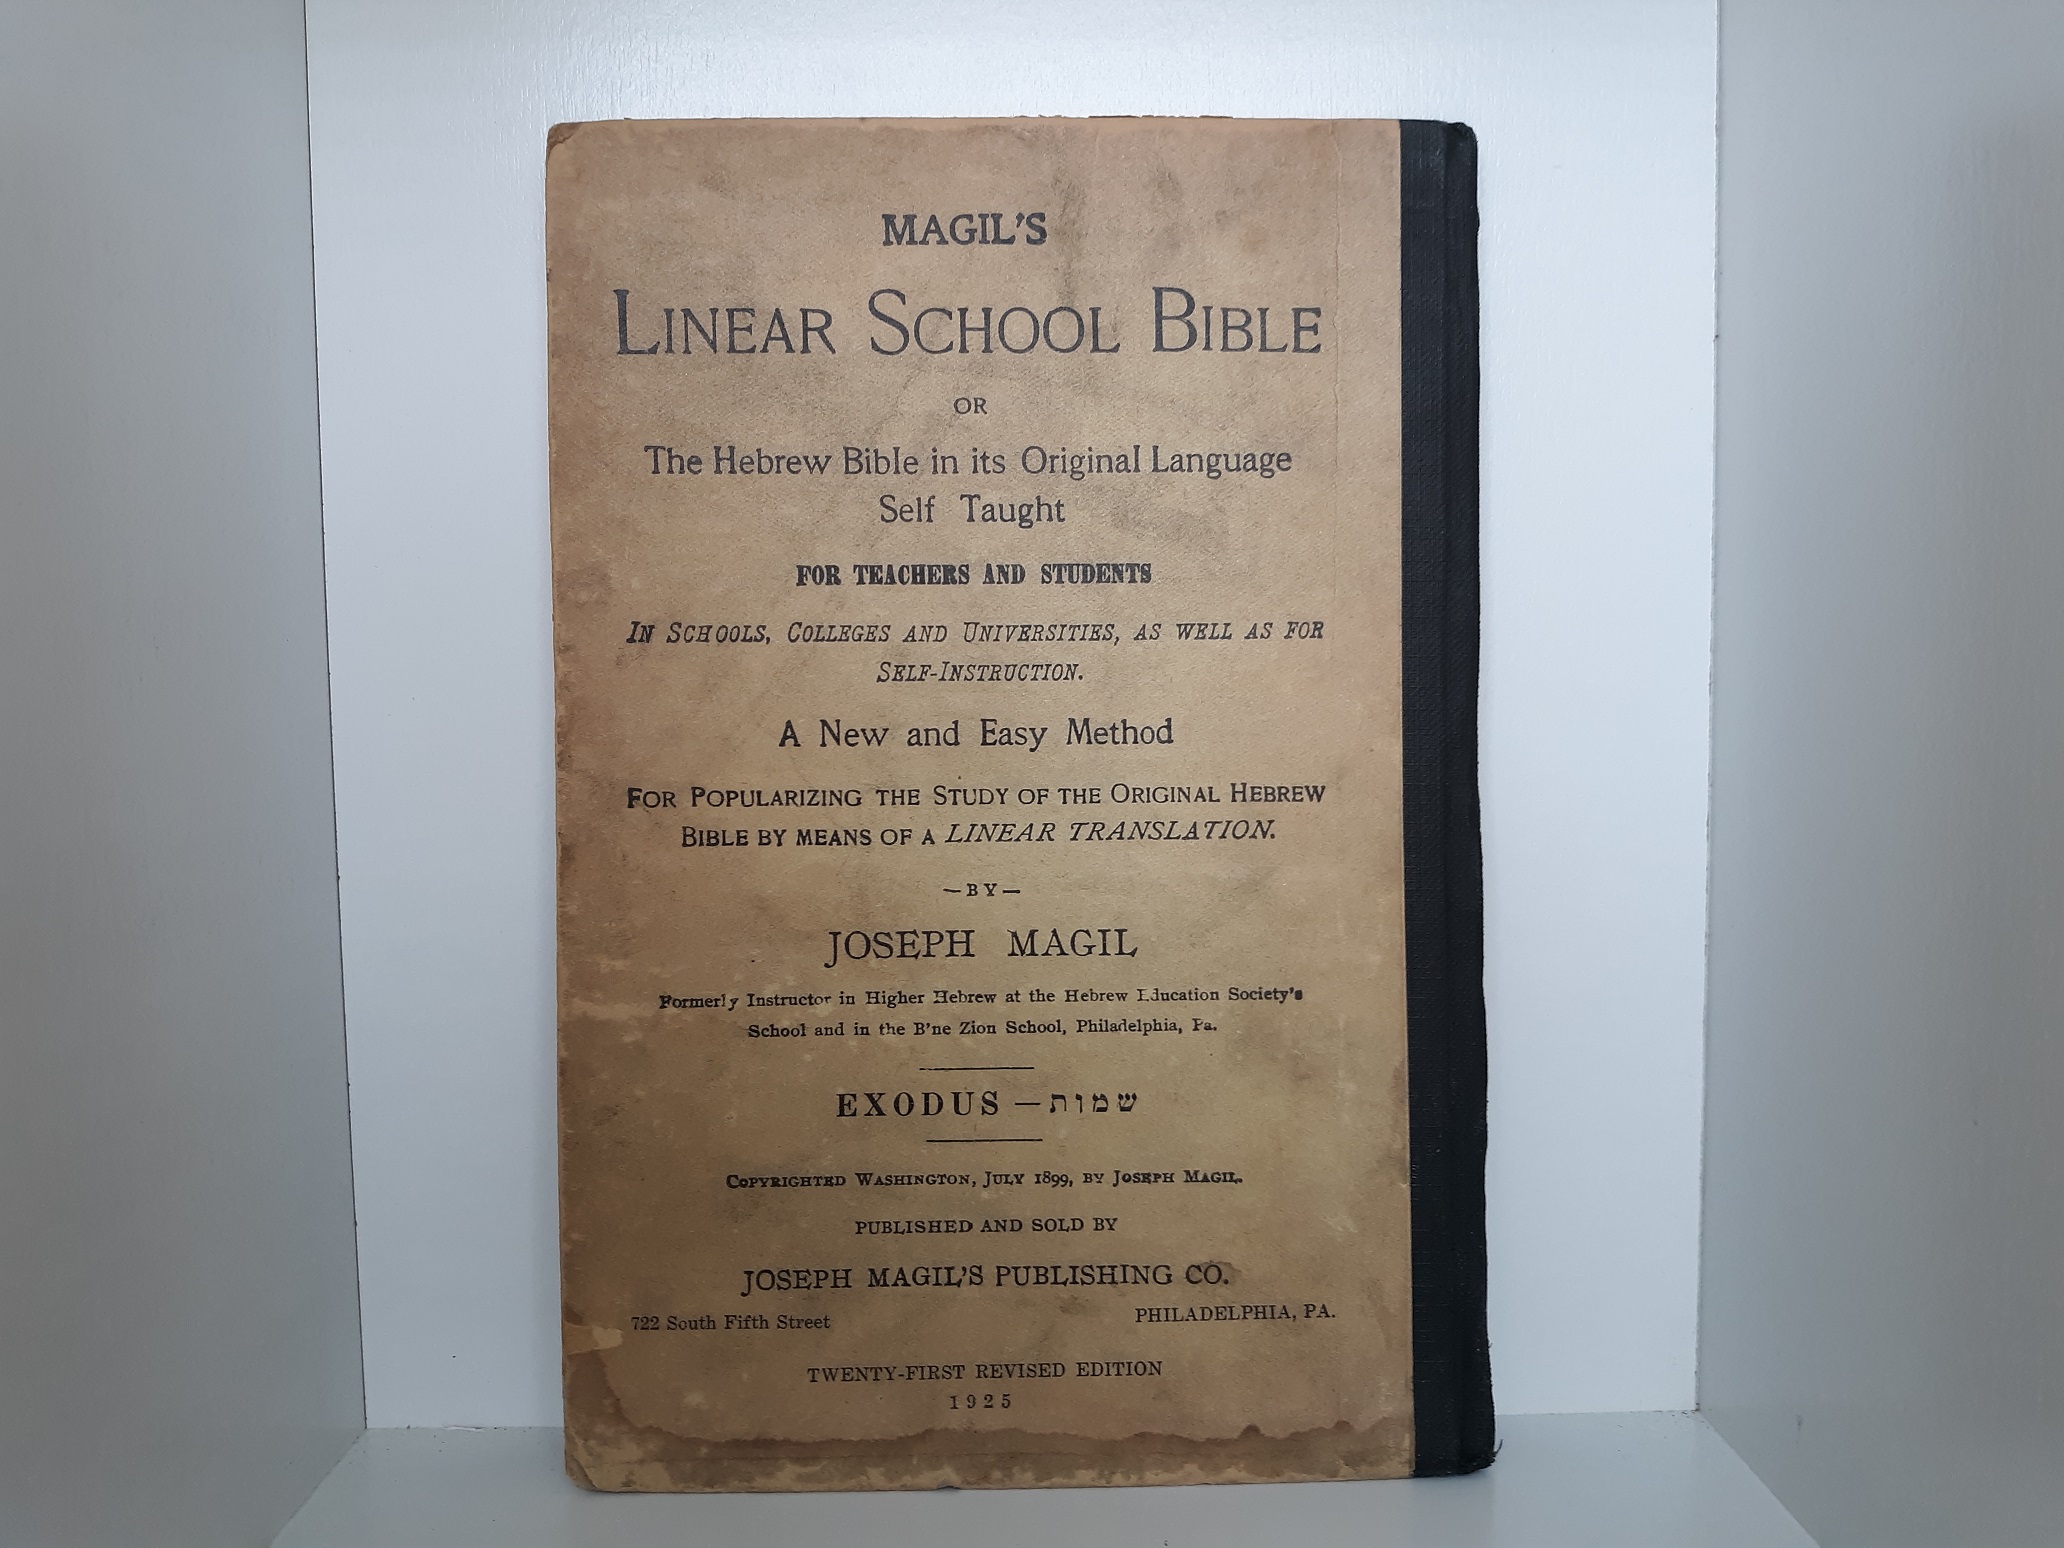 MAGIL'S
LINEAR SCHOOL BIBLE
OR
The Hebrew Bible in its Original Language
Self Taught
FOR TEACHERS AND STUDENTS
IN SCHOOLS, COLLEGES AND UNIVERSITIES, AS WELL AS FOR
SELF-INSTRUCTION.
A New and Easy Method
FOR POPULARIZING THE STUDY OF THE ORIGINAL HEBREW
BIBLE BY MEANS OF A LINEAR TRANSLATION.
—BY—
JOSEPH MAGIL
Formerly Instructor in Higher Hebrew at the Hebrew Education Society's
School and in the B'ne Zion School, Philadelphia, Pa.
EXODUS — שמות
COPYRIGHTED WASHINGTON, JULY 1899, BY JOSEPH MAGIL.
PUBLISHED AND SOLD BY
JOSEPH MAGIL'S PUBLISHING CO.
722 South Fifth Street PHILADELPHIA, PA.
TWENTY-FIRST REVISED EDITION
1925